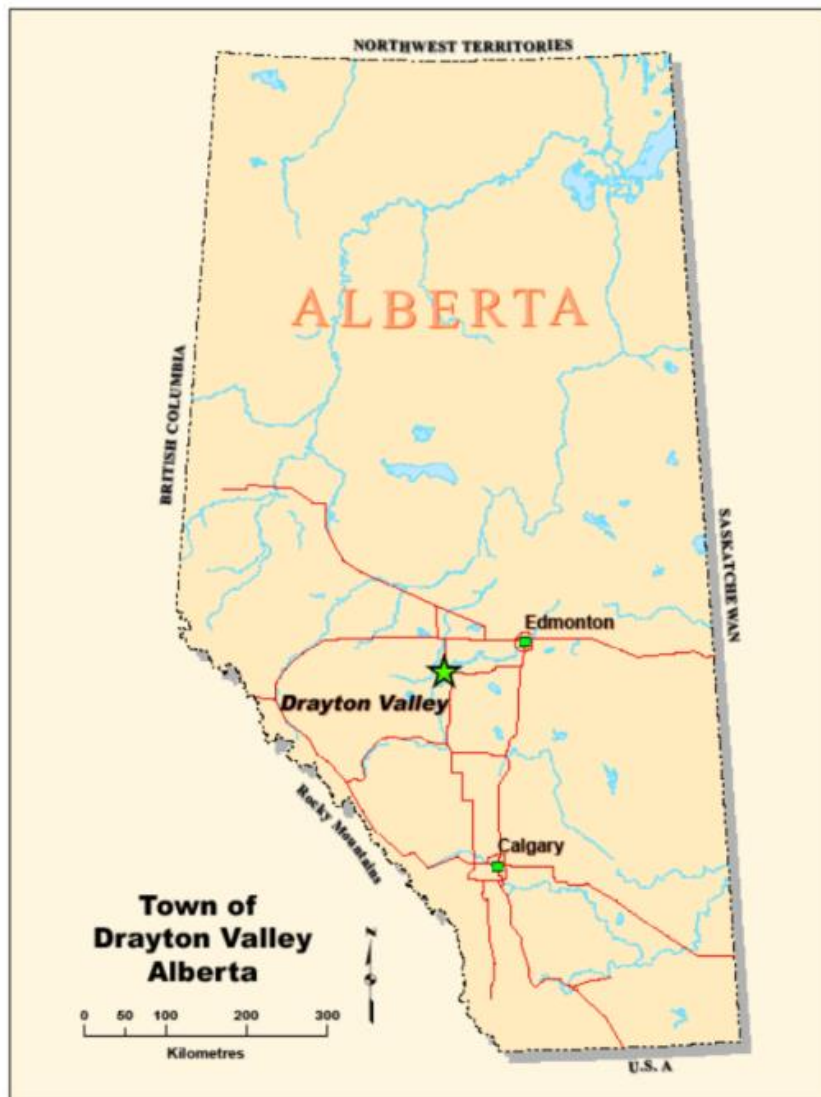 NORTHWEST TERRITORIES
ALBERTA
BRITISH COLUMBIA
SASKATCHEWAN
Edmonton
Drayton Valley
Rocky Mountains
Calgary
Town of
Drayton Valley
Alberta
N
0 50 100 200 300
Kilometres
U.S. A